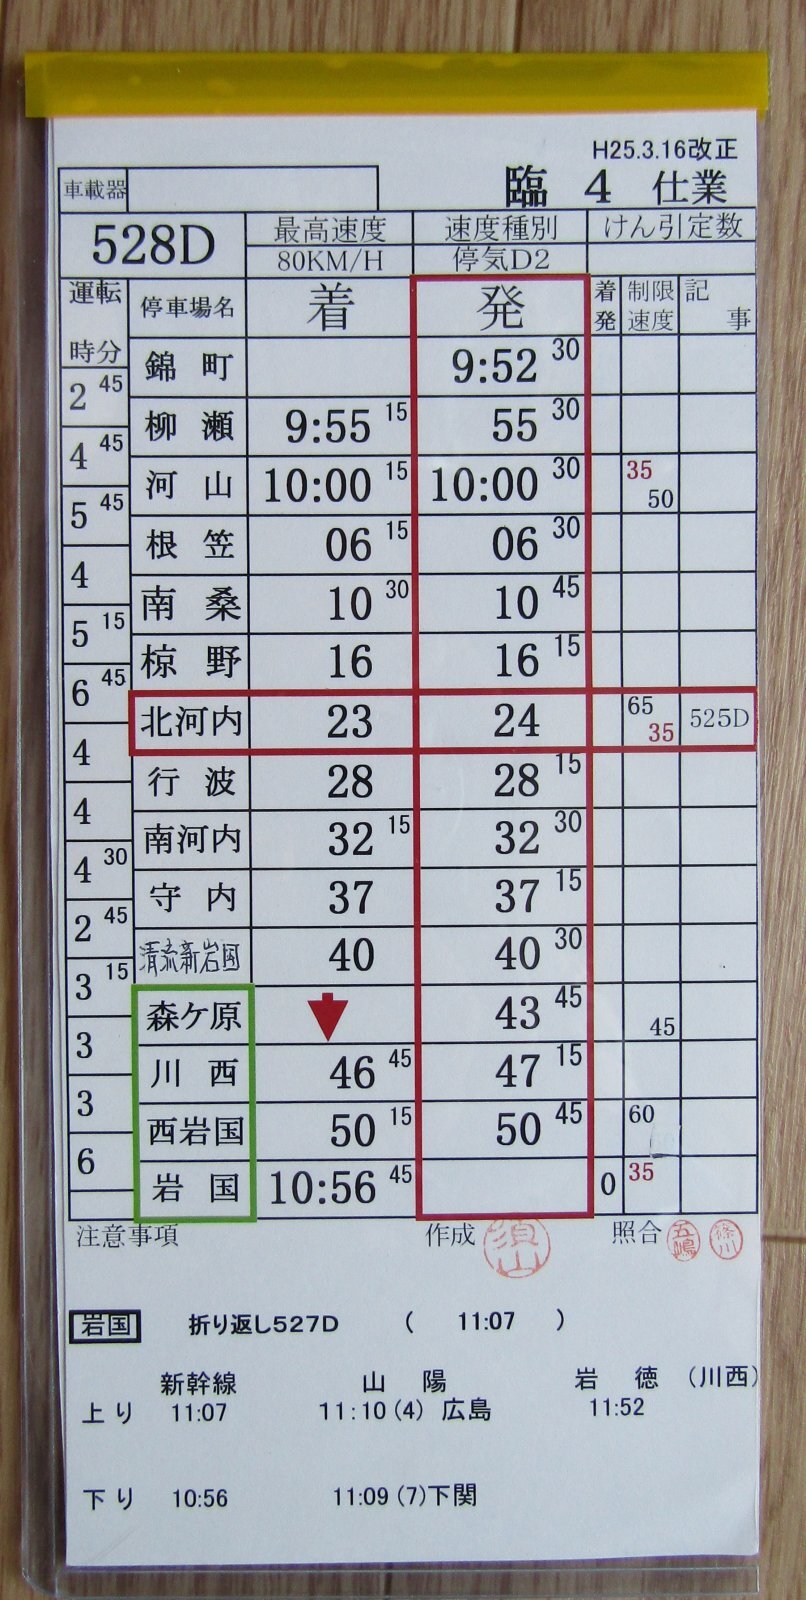 H25.3.16改正
車載器 臨 4 仕業
528D 最高速度 速度種別 けん引定数
80KM/H 停気D2
運転時分 停車場名 着 発 着発 制限速度 記事
錦町 9:52 30
2 45
柳瀬 9:55 15 55 30
4 45
河山 10:00 15 10:00 30 35 50
5 45
根笠 06 15 06 30
4
南桑 10 30 10 45
5 15
椋野 16 16 15
6 45
北河内 23 24 65 35 525D
4
行波 28 28 15
4
南河内 32 15 32 30
4 30
守内 37 37 15
2 45
清流新岩国 40 40 30
3 15
森ケ原 43 45 45
3
川西 46 45 47 15
3
西岩国 50 15 50 45 60
6
岩国 10:56 45 0 35
注意事項 作成 須山 照合 五嶋 篠川
岩国 折り返し527D ( 11:07 )
新幹線 山陽 岩徳 (川西)
上り 11:07 11:10(4) 広島 11:52
下り 10:56 11:09(7)下関